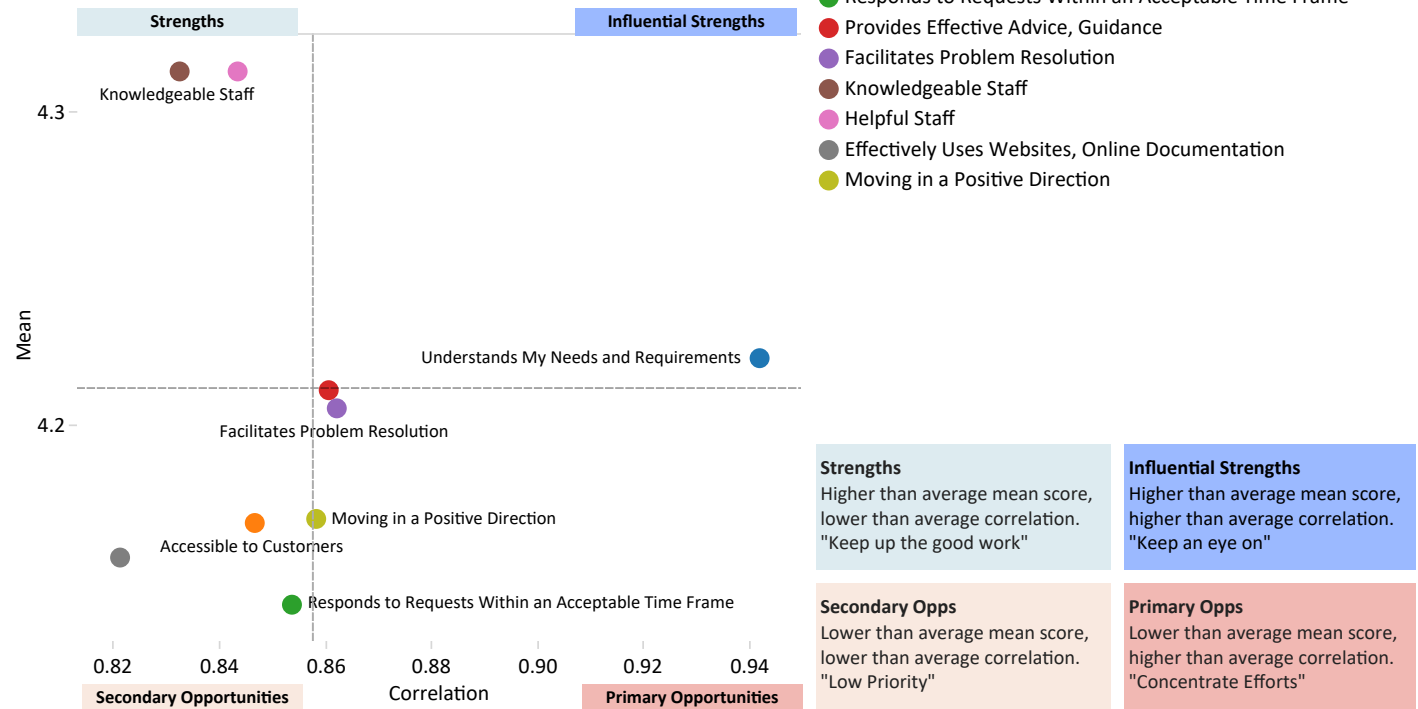 Strengths
Influential Strengths
Knowledgeable Staff
4.3
Mean
Understands My Needs and Requirements
4.2
Facilitates Problem Resolution
Moving in a Positive Direction
Accessible to Customers
Responds to Requests Within an Acceptable Time Frame
0.82
0.84
0.86
0.88
0.90
0.92
0.94
Secondary Opportunities
Correlation
Primary Opportunities
Responds to Requests Within an Acceptable Time Frame
Provides Effective Advice, Guidance
Facilitates Problem Resolution
Knowledgeable Staff
Helpful Staff
Effectively Uses Websites, Online Documentation
Moving in a Positive Direction
Strengths
Higher than average mean score,
lower than average correlation.
"Keep up the good work"
Influential Strengths
Higher than average mean score,
higher than average correlation.
"Keep an eye on"
Secondary Opps
Lower than average mean score,
lower than average correlation.
"Low Priority"
Primary Opps
Lower than average mean score,
higher than average correlation.
"Concentrate Efforts"